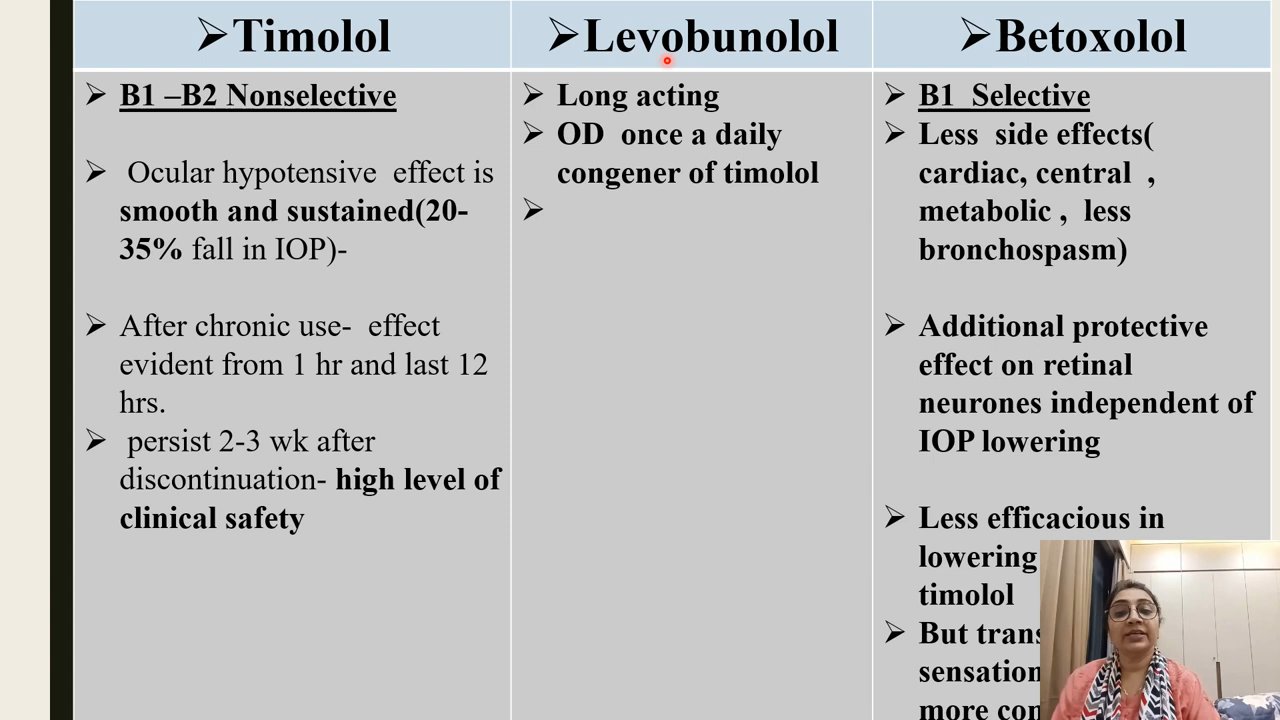 ➢Timolol
➢Levobunolol
➢Betoxolol
➢ B1 –B2 Nonselective
➢ Ocular hypotensive effect is
smooth and sustained(20-
35% fall in IOP)-
➢ After chronic use- effect
evident from 1 hr and last 12
hrs.
➢ persist 2-3 wk after
discontinuation- high level of
clinical safety
➢ Long acting
➢ OD once a daily
congener of timolol
➢
➢ B1 Selective
➢ Less side effects(
cardiac, central ,
metabolic , less
bronchospasm)
➢ Additional protective
effect on retinal
neurones independent of
IOP lowering
➢ Less efficacious in
lowering
timolol
➢ But
sensation
more